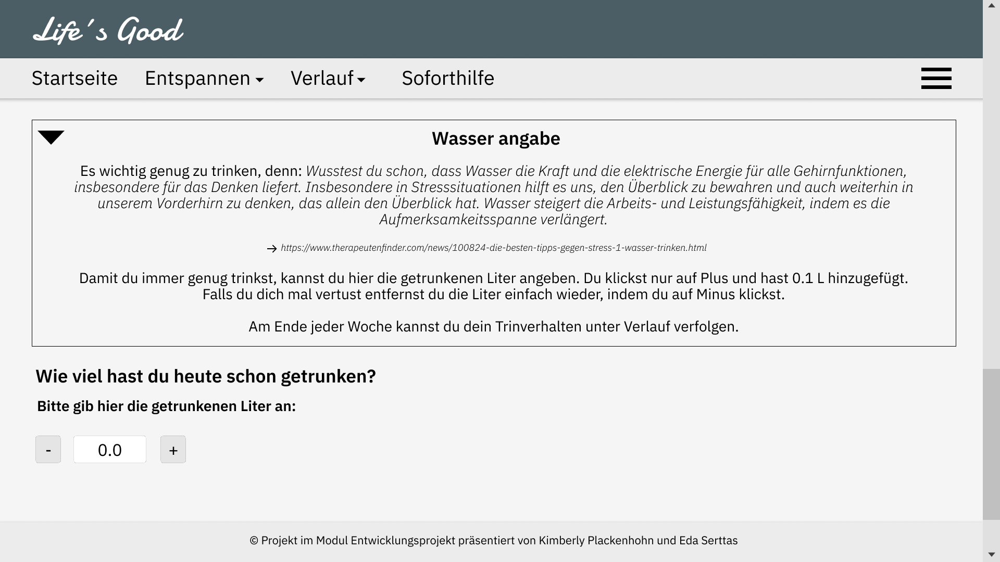 Life´s Good
Startseite Entspannen Verlauf Soforthilfe
Wasser angabe
Es wichtig genug zu trinken, denn: Wusstest du schon, dass Wasser die Kraft und die elektrische Energie für alle Gehirnfunktionen,
insbesondere für das Denken liefert. Insbesondere in Stresssituationen hilft es uns, den Überblick zu bewahren und auch weiterhin in
unserem Vorderhirn zu denken, das allein den Überblick hat. Wasser steigert die Arbeits- und Leistungsfähigkeit, indem es die
Aufmerksamkeitsspanne verlängert.
→ https://www.therapeutenfinder.com/news/100824-die-besten-tipps-gegen-stress-1-wasser-trinken.html
Damit du immer genug trinkst, kannst du hier die getrunkenen Liter angeben. Du klickst nur auf Plus und hast 0.1 L hinzugefügt.
Falls du dich mal vertust entfernst du die Liter einfach wieder, indem du auf Minus klickst.
Am Ende jeder Woche kannst du dein Trinverhalten unter Verlauf verfolgen.
Wie viel hast du heute schon getrunken?
Bitte gib hier die getrunkenen Liter an:
- 0.0 +
© Projekt im Modul Entwicklungsprojekt präsentiert von Kimberly Plackenhohn und Eda Serttas